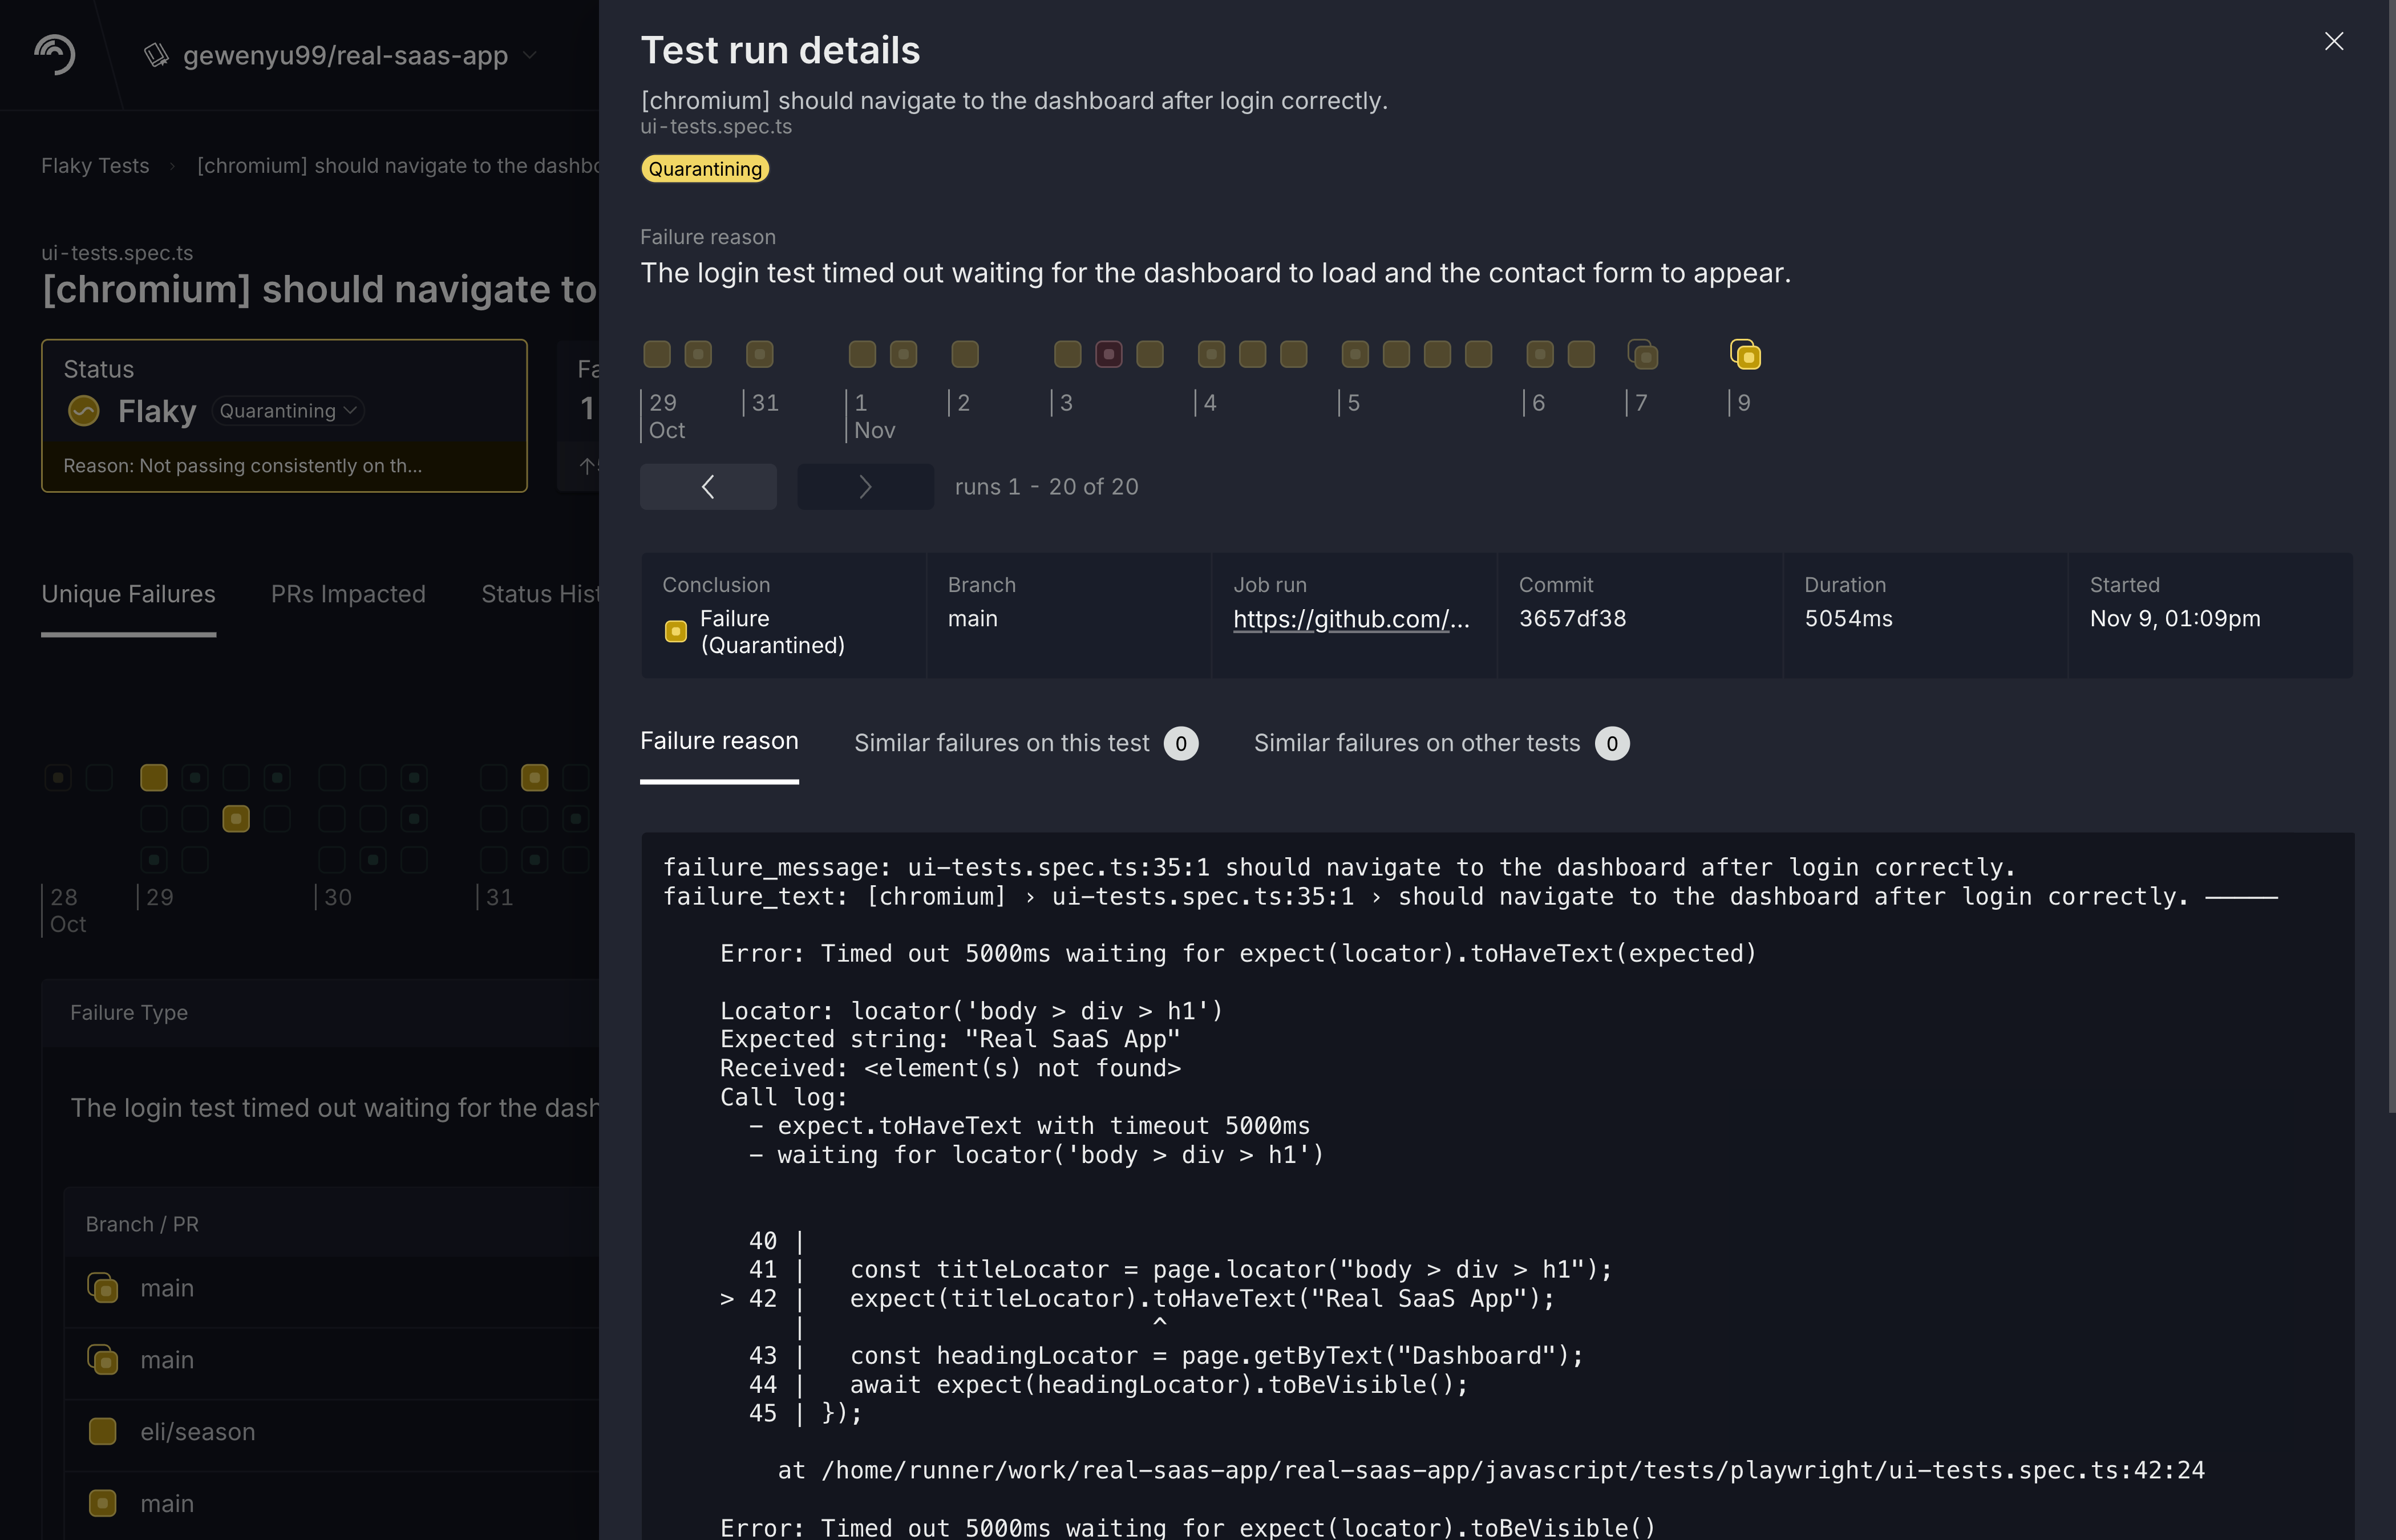 gewenyu99/real-saas-app
Flaky Tests › [chromium] should navigate to the dashbo
ui-tests.spec.ts
[chromium] should navigate to
Status
Flaky Quarantining
Reason: Not passing consistently on th...
Fa
1
Unique Failures PRs Impacted Status Hist
28 29 30 31
Oct
Failure Type
The login test timed out waiting for the dash
Branch / PR
main
main
eli/season
main
Test run details
[chromium] should navigate to the dashboard after login correctly.
ui-tests.spec.ts
Quarantining
Failure reason
The login test timed out waiting for the dashboard to load and the contact form to appear.
29 31 1 2 3 4 5 6 7 9
Oct Nov
runs 1 - 20 of 20
Conclusion Branch Job run Commit Duration Started
Failure main https://github.com/... 3657df38 5054ms Nov 9, 01:09pm
(Quarantined)
Failure reason Similar failures on this test 0 Similar failures on other tests 0
failure_message: ui-tests.spec.ts:35:1 should navigate to the dashboard after login correctly.
failure_text: [chromium] › ui-tests.spec.ts:35:1 › should navigate to the dashboard after login correctly. ─────
Error: Timed out 5000ms waiting for expect(locator).toHaveText(expected)
Locator: locator('body > div > h1')
Expected string: "Real SaaS App"
Received: <element(s) not found>
Call log:
- expect.toHaveText with timeout 5000ms
- waiting for locator('body > div > h1')
40 |
41 | const titleLocator = page.locator("body > div > h1");
> 42 | expect(titleLocator).toHaveText("Real SaaS App");
| ^
43 | const headingLocator = page.getByText("Dashboard");
44 | await expect(headingLocator).toBeVisible();
45 | });
at /home/runner/work/real-saas-app/real-saas-app/javascript/tests/playwright/ui-tests.spec.ts:42:24
Error: Timed out 5000ms waiting for expect(locator).toBeVisible()